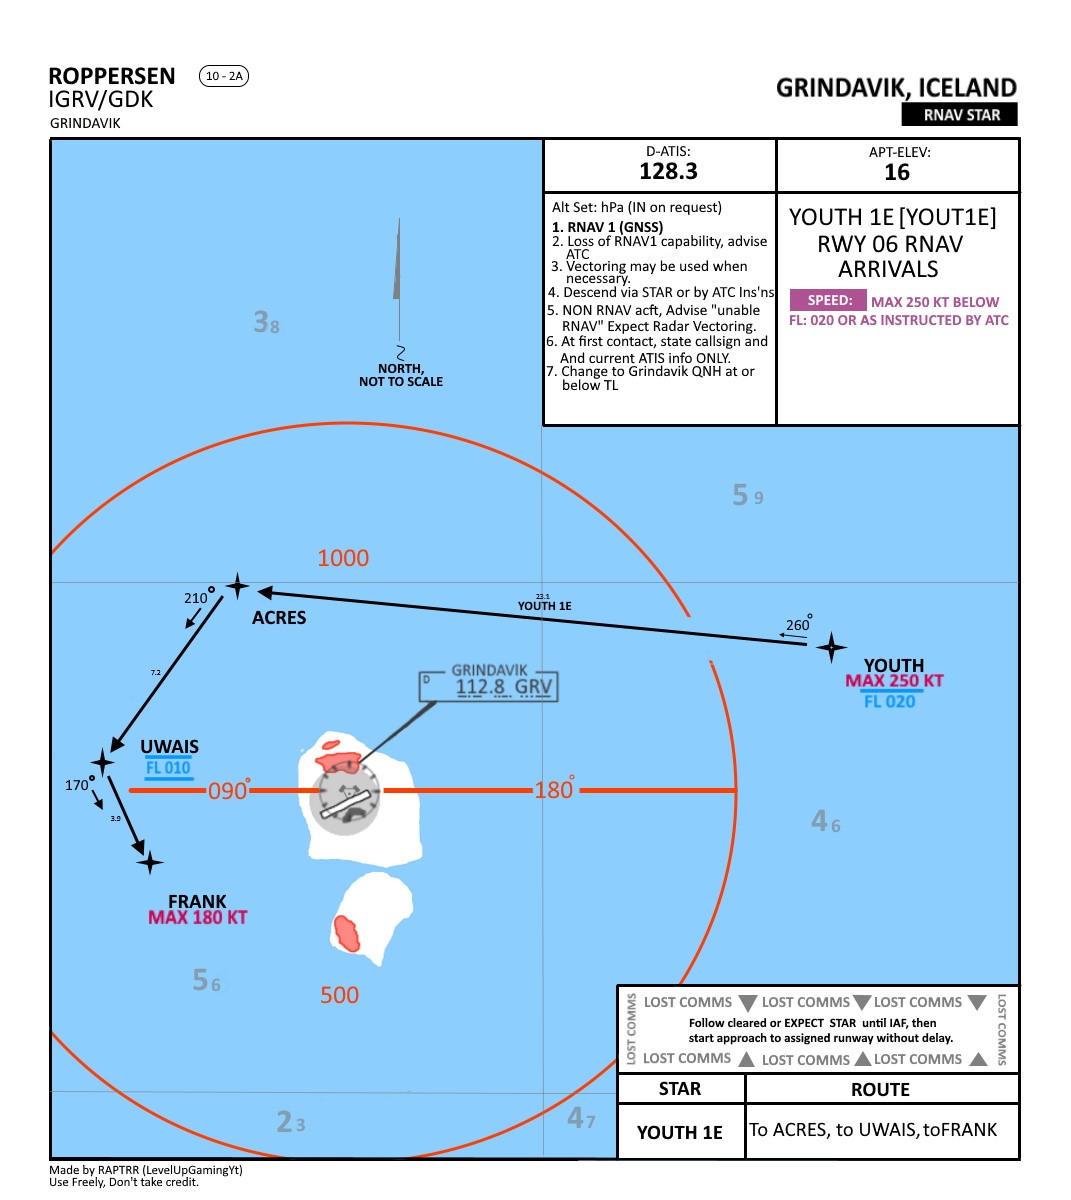 ROPPERSEN
10 - 2A
IGRV/GDK
GRINDAVIK
GRINDAVIK, ICELAND
RNAV STAR
D-ATIS:
128.3
APT-ELEV:
16
Alt Set: hPa (IN on request)
1. RNAV 1 (GNSS)
2. Loss of RNAV1 capability, advise
ATC
3. Vectoring may be used when
necessary.
4. Descend via STAR or by ATC Ins'ns
5. NON RNAV acft, Advise "unable
RNAV" Expect Radar Vectoring.
6. At first contact, state callsign and
And current ATIS info ONLY.
7. Change to Grindavik QNH at or
below TL
YOUTH 1E [YOUT1E]
RWY 06 RNAV
ARRIVALS
SPEED: MAX 250 KT BELOW
FL: 020 OR AS INSTRUCTED BY ATC
38
NORTH,
NOT TO SCALE
59
1000
210°
ACRES
23.1
YOUTH 1E
260°
YOUTH
MAX 250 KT
FL 020
7.2
GRINDAVIK
D 112.8 GRV
UWAIS
FL 010
170°
090°
180°
3.9
46
FRANK
MAX 180 KT
56
500
LOST COMMS LOST COMMS LOST COMMS
LOST COMMS
Follow cleared or EXPECT STAR until IAF, then
start approach to assigned runway without delay.
LOST COMMS
LOST COMMS LOST COMMS LOST COMMS
STAR
ROUTE
YOUTH 1E
To ACRES, to UWAIS, toFRANK
23
47
Made by RAPTRR (LevelUpGamingYt)
Use Freely, Don't take credit.